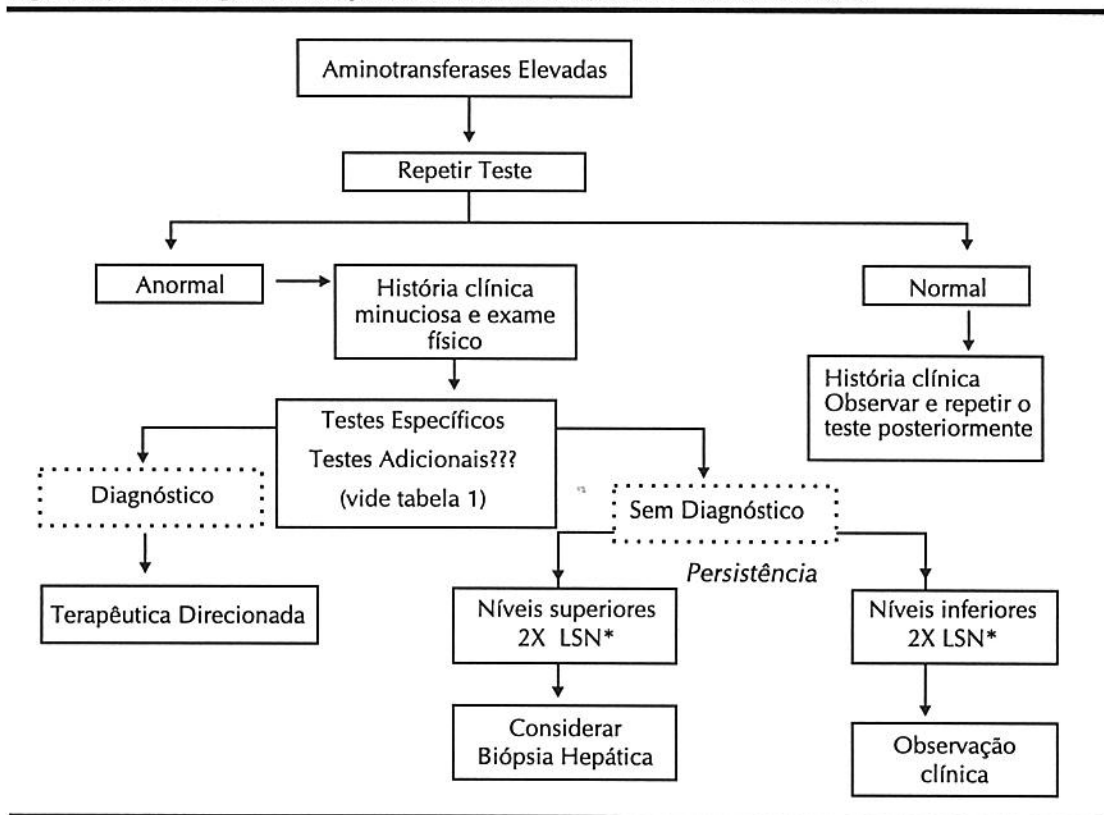 Aminotransferases Elevadas
Repetir Teste
Anormal
História clínica
minuciosa e exame
físico
Normal
História clínica
Observar e repetir o
teste posteriormente
Testes Específicos
Testes Adicionais???
(vide tabela 1)
Diagnóstico
Sem Diagnóstico
Persistência
Terapêutica Direcionada
Níveis superiores
2X LSN*
Níveis inferiores
2X LSN*
Considerar
Biópsia Hepática
Observação
clínica